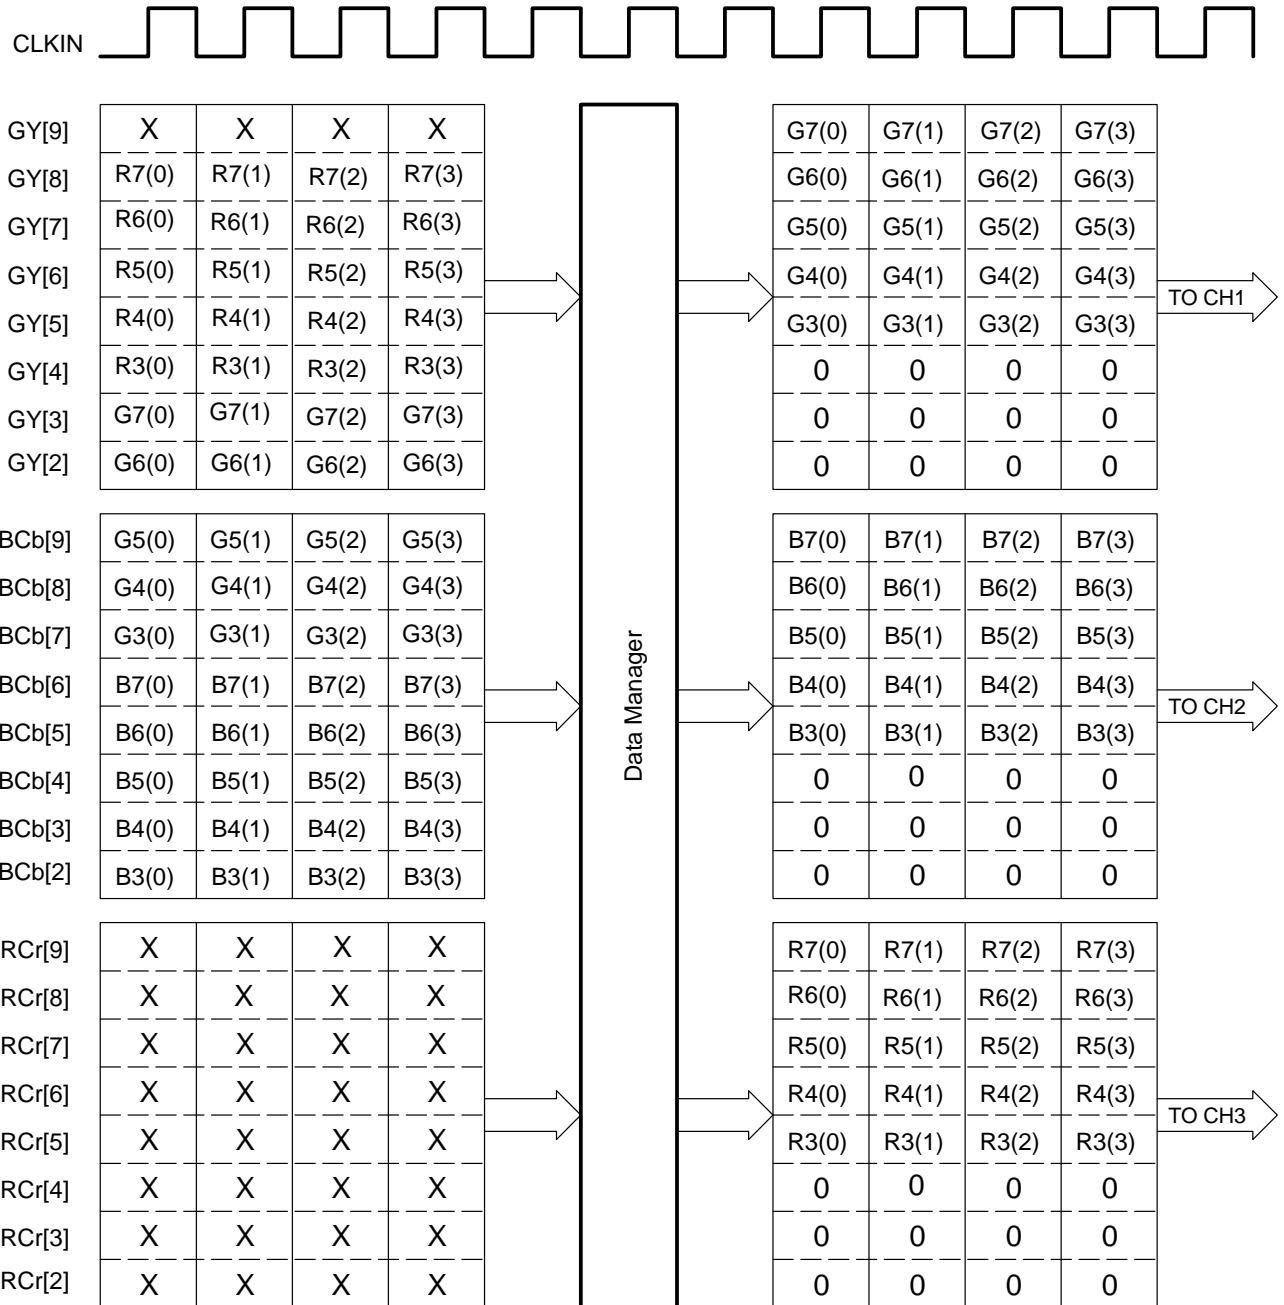 CLKIN
GY[9] X X X X G7(0) G7(1) G7(2) G7(3)
GY[8] R7(0) R7(1) R7(2) R7(3) G6(0) G6(1) G6(2) G6(3)
GY[7] R6(0) R6(1) R6(2) R6(3) G5(0) G5(1) G5(2) G5(3)
GY[6] R5(0) R5(1) R5(2) R5(3) G4(0) G4(1) G4(2) G4(3)
TO CH1
GY[5] R4(0) R4(1) R4(2) R4(3) G3(0) G3(1) G3(2) G3(3)
GY[4] R3(0) R3(1) R3(2) R3(3) 0 0 0 0
GY[3] G7(0) G7(1) G7(2) G7(3) 0 0 0 0
GY[2] G6(0) G6(1) G6(2) G6(3) 0 0 0 0
BCb[9] G5(0) G5(1) G5(2) G5(3) B7(0) B7(1) B7(2) B7(3)
BCb[8] G4(0) G4(1) G4(2) G4(3) B6(0) B6(1) B6(2) B6(3)
BCb[7] G3(0) G3(1) G3(2) G3(3) B5(0) B5(1) B5(2) B5(3)
BCb[6] B7(0) B7(1) B7(2) B7(3) B4(0) B4(1) B4(2) B4(3)
Data Manager
TO CH2
BCb[5] B6(0) B6(1) B6(2) B6(3) B3(0) B3(1) B3(2) B3(3)
BCb[4] B5(0) B5(1) B5(2) B5(3) 0 0 0 0
BCb[3] B4(0) B4(1) B4(2) B4(3) 0 0 0 0
BCb[2] B3(0) B3(1) B3(2) B3(3) 0 0 0 0
RCr[9] X X X X R7(0) R7(1) R7(2) R7(3)
RCr[8] X X X X R6(0) R6(1) R6(2) R6(3)
RCr[7] X X X X R5(0) R5(1) R5(2) R5(3)
RCr[6] X X X X R4(0) R4(1) R4(2) R4(3)
TO CH3
RCr[5] X X X X R3(0) R3(1) R3(2) R3(3)
RCr[4] X X X X 0 0 0 0
RCr[3] X X X X 0 0 0 0
RCr[2] X X X X 0 0 0 0